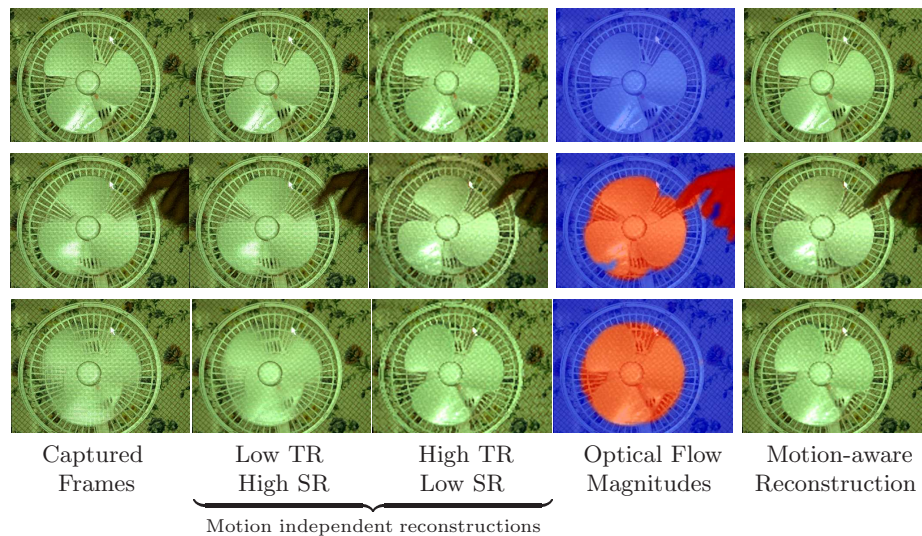 Captured
Frames
Low TR
High SR
High TR
Low SR
Optical Flow
Magnitudes
Motion-aware
Reconstruction
Motion independent reconstructions